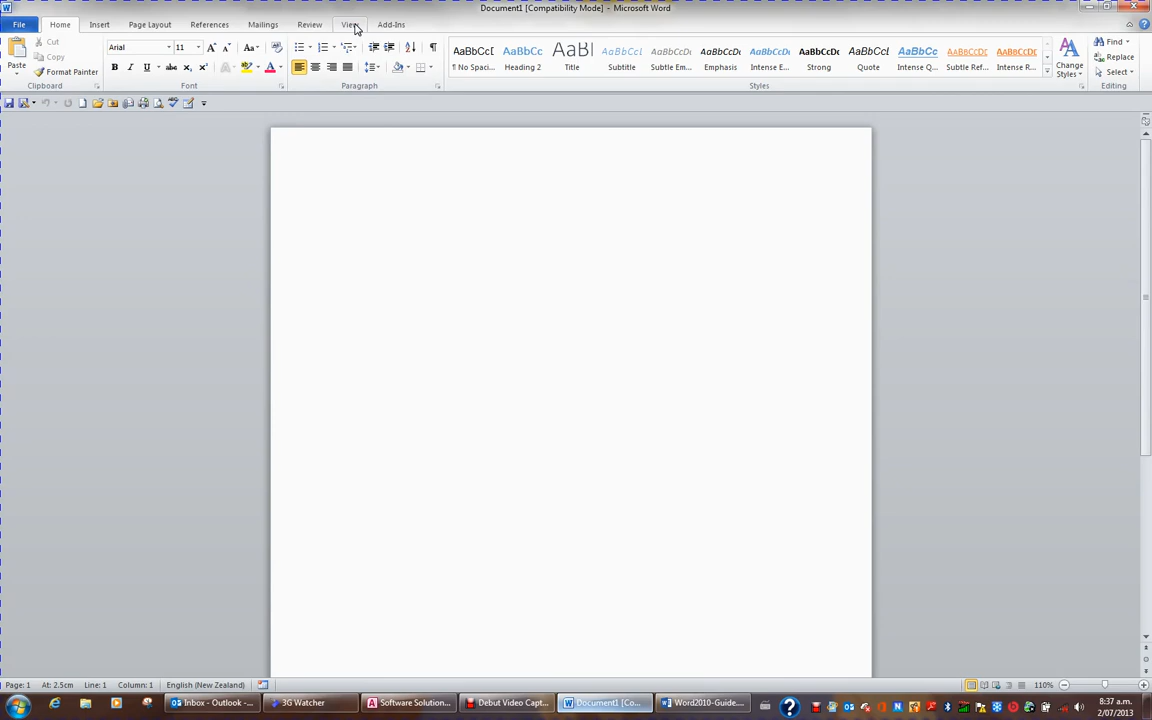 Document1 [Compatibility Mode] - Microsoft Word
File Home Insert Page Layout References Mailings Review View Add-Ins
Cut
Copy
Paste
Format Painter
Clipboard
Arial 11
Font
Paragraph
AaBbCcI AaBbCc AaBl AaBbCcL AaBbCcDc AaBbCcDc AaBbCcDc AaBbCcDc AaBbCcL AaBbCc AaBbCcDc AaBbCcDc
¶ No Spaci... Heading 2 Title Subtitle Subtle Em... Emphasis Intense E... Strong Quote Intense Q... Subtle Ref... Intense R...
Change
Styles
Styles
Find
Replace
Select
Editing
Page: 1 At: 2.5cm Line: 1 Column: 1 English (New Zealand) 110%
Inbox - Outlook -... 3G Watcher Software Solution... Debut Video Capt... Document1 [Co... Word2010-Guide...
8:37 a.m.
2/07/2013